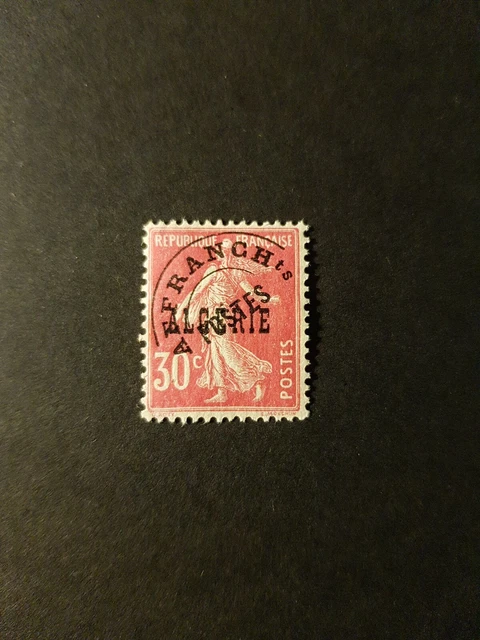 REPUBLIQUE FRANÇAISE
AFFRANCHts
POSTES
ALGERIE
30c
POSTES